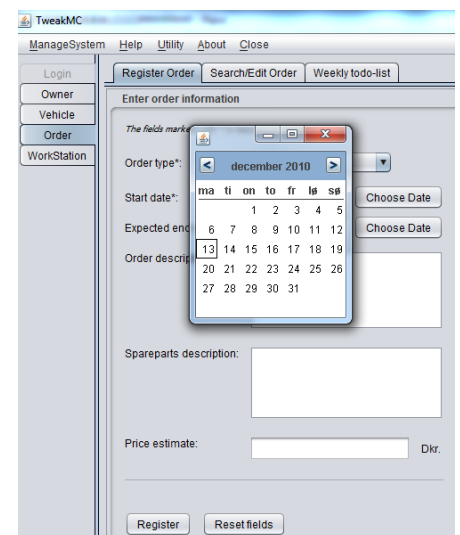 TweakMC
ManageSystem Help Utility About Close
Login
Owner
Vehicle
Order
WorkStation
Register Order Search/Edit Order Weekly todo-list
Enter order information
The fields
Order type*:
Start date*: Choose Date
Expected Choose Date
Order
december 2010
ma ti on to fr lø sø
1 2 3 4 5
6 7 8 9 10 11 12
13 14 15 16 17 18 19
20 21 22 23 24 25 26
27 28 29 30 31
Spareparts description:
Price estimate: Dkr.
Register Reset fields